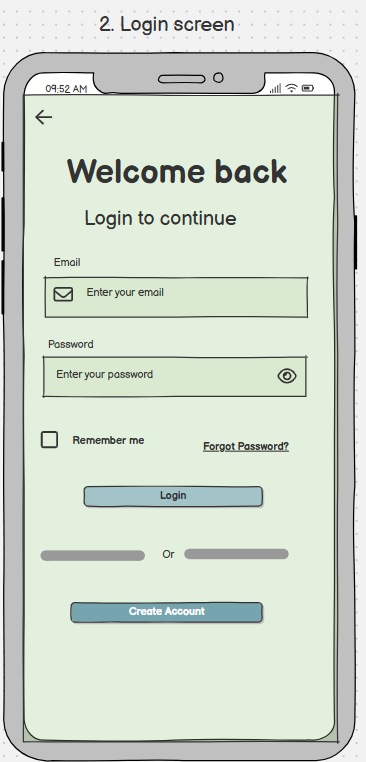 2. Login screen
09:52 AM
Welcome back
Login to continue
Email
Enter your email
Password
Enter your password
Remember me
Forgot Password?
Login
Or
Create Account